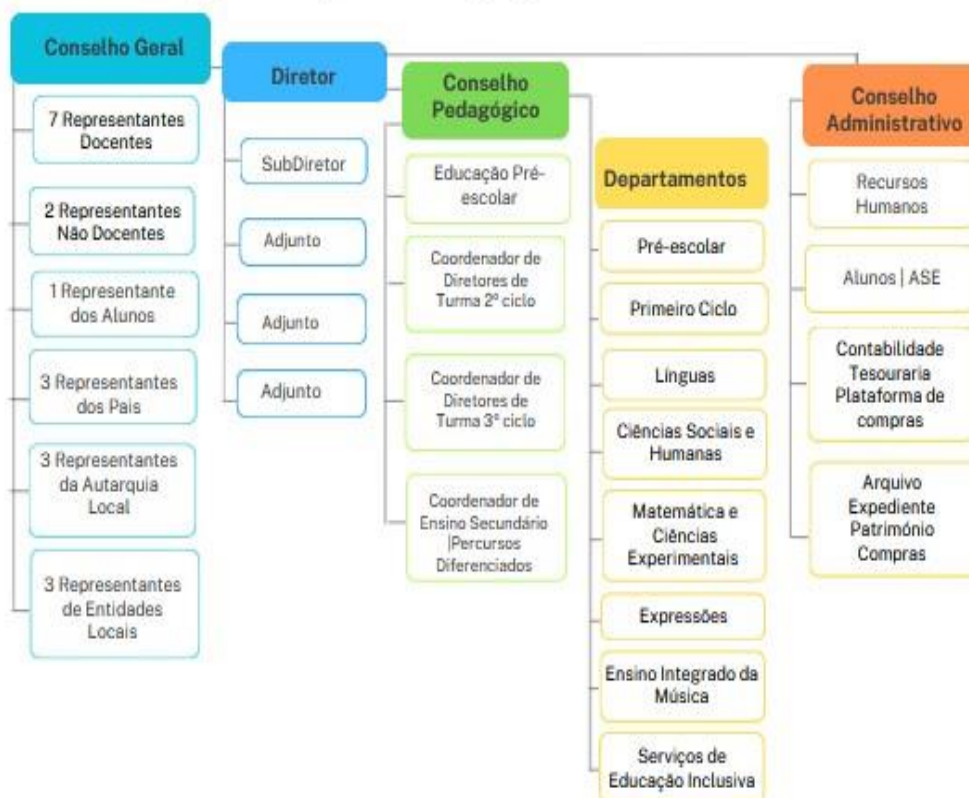 Conselho Geral
7 Representantes
Docentes
2 Representantes
Não Docentes
1 Representante
dos Alunos
3 Representantes
dos Pais
3 Representantes
da Autarquia
Local
3 Representantes
de Entidades
Locais
Diretor
SubDiretor
Adjunto
Adjunto
Adjunto
Conselho
Pedagógico
Educação Pré-
escolar
Coordenador de
Diretores de
Turma 2º ciclo
Coordenador de
Diretores de
Turma 3º ciclo
Coordenador de
Ensino Secundário
|Percursos
Diferenciados
Departamentos
Pré-escolar
Primeiro Ciclo
Línguas
Ciências Sociais e
Humanas
Matemática e
Ciências
Experimentais
Expressões
Ensino Integrado da
Música
Serviços de
Educação Inclusiva
Conselho
Administrativo
Recursos
Humanos
Alunos | ASE
Contabilidade
Tesouraria
Plataforma de
compras
Arquivo
Expediente
Património
Compras